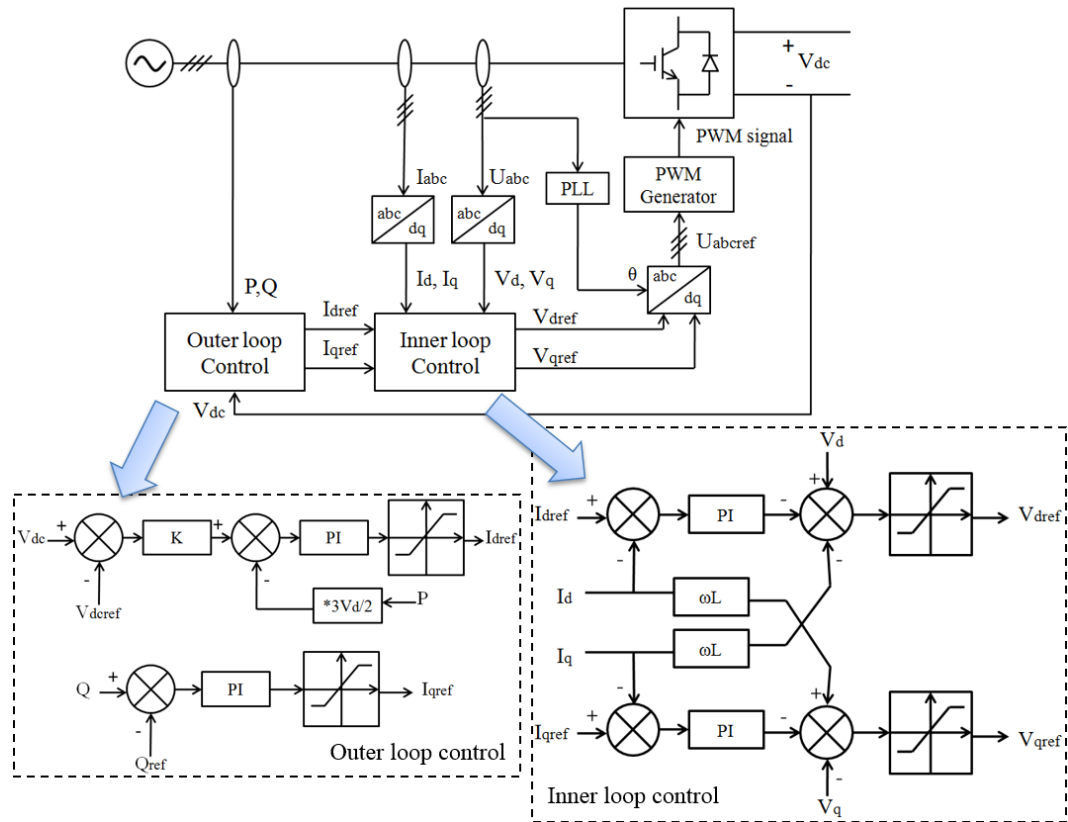 +
Vdc
-
PWM signal
Iabc
Uabc
PLL
PWM
Generator
abc
dq
abc
dq
Uabcref
Id, Iq
Vd, Vq
θ
abc
dq
P,Q
Idref
Vdref
Outer loop
Control
Iqref
Inner loop
Control
Vqref
Vdc
Vdc
+
-
Vdcref
K
+
-
PI
Idref
*3Vd/2
P
Q
+
-
Qref
PI
Iqref
Outer loop control
Vd
+
Idref
+
-
PI
-
-
Vdref
Id
ωL
Iq
ωL
-
+
Iqref
+
PI
-
-
Vqref
Vq
Inner loop control